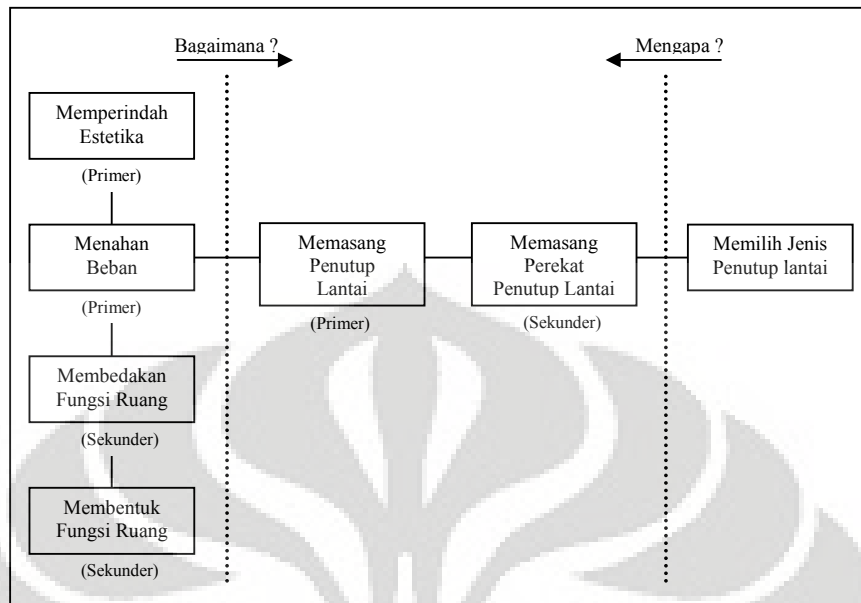 Bagaimana ?
Mengapa ?
Memperindah
Estetika
(Primer)
Menahan
Beban
(Primer)
Memasang
Penutup
Lantai
(Primer)
Memasang
Perekat
Penutup Lantai
(Sekunder)
Memilih Jenis
Penutup lantai
Membedakan
Fungsi Ruang
(Sekunder)
Membentuk
Fungsi Ruang
(Sekunder)